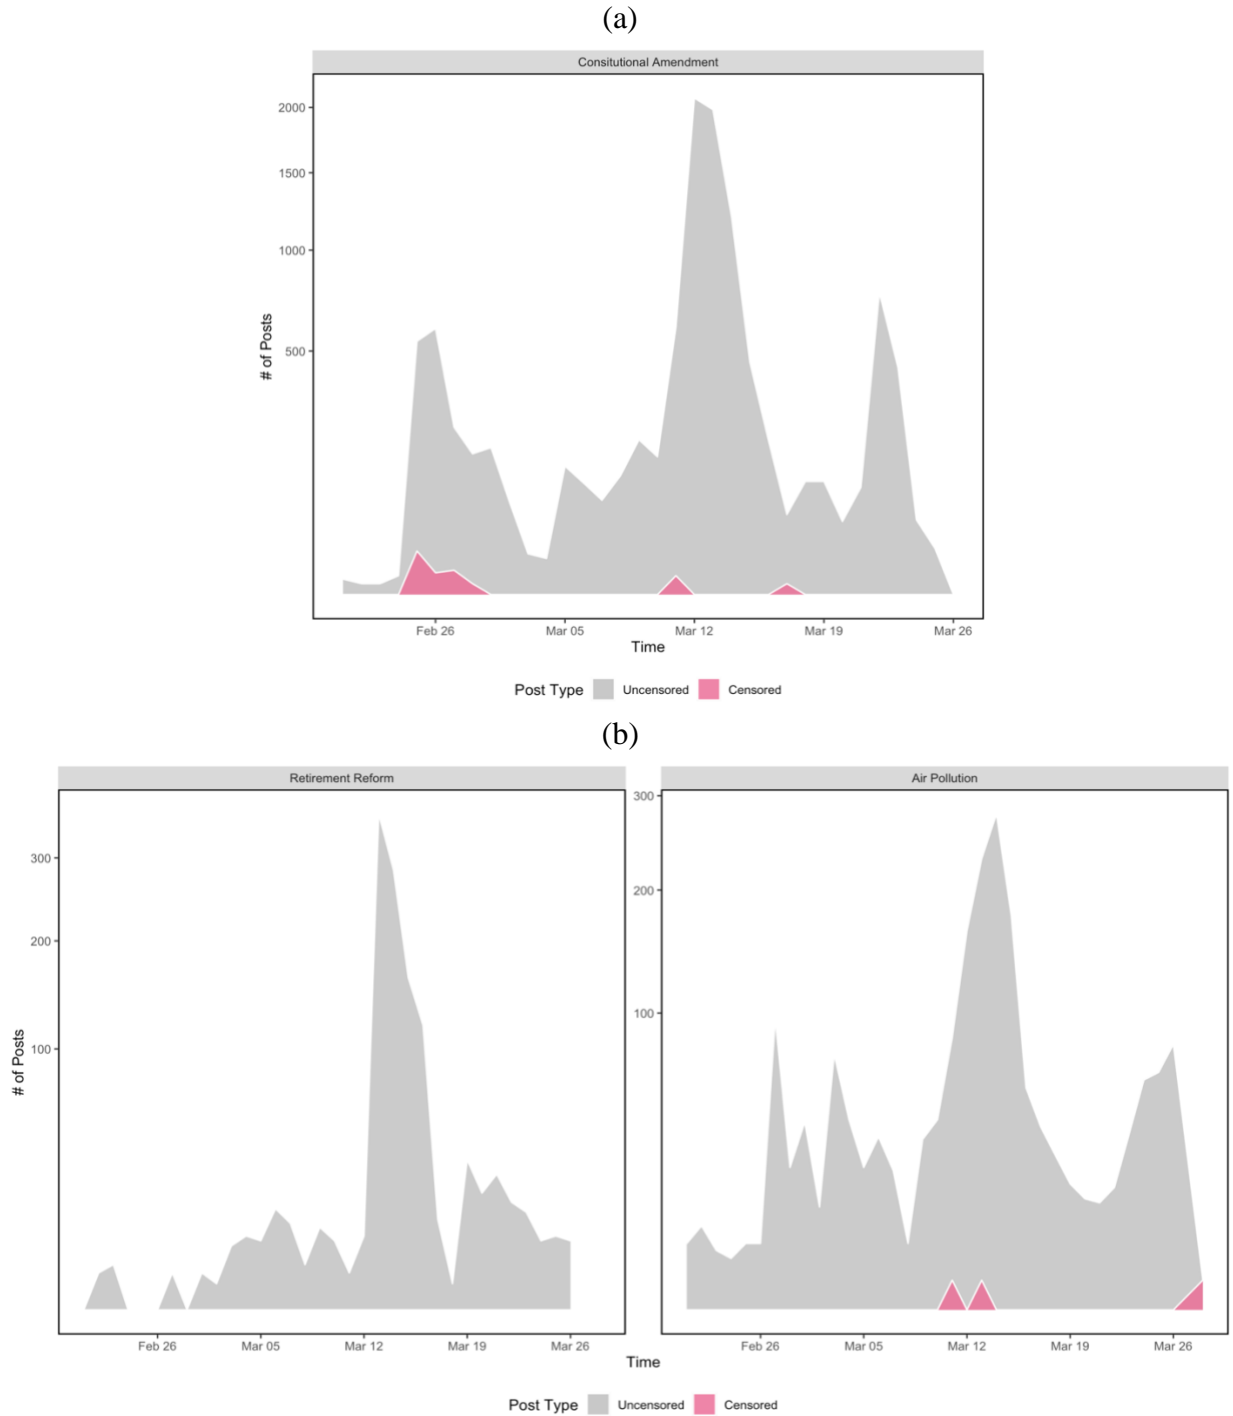 (a)
Consitutional Amendment
2000
1500
1000
500
# of Posts
Feb 26 Mar 05 Mar 12 Mar 19 Mar 26
Time
Post Type Uncensored Censored
(b)
Retirement Reform Air Pollution
300
200
100
300
200
100
# of Posts
Feb 26 Mar 05 Mar 12 Mar 19 Mar 26 Feb 26 Mar 05 Mar 12 Mar 19 Mar 26
Time
Post Type Uncensored Censored